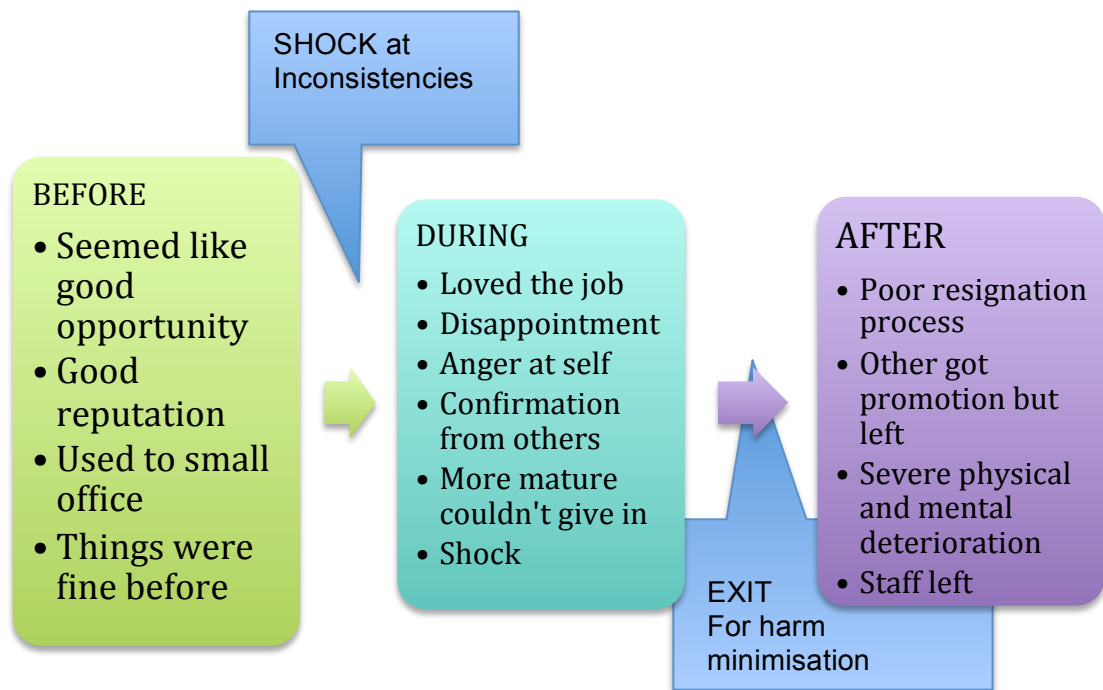 SHOCK at
Inconsistencies
BEFORE
• Seemed like
good
opportunity
• Good
reputation
• Used to small
office
• Things were
fine before
DURING
• Loved the job
• Disappointment
• Anger at self
• Confirmation
from others
• More mature
couldn't give in
• Shock
EXIT
For harm
minimisation
AFTER
• Poor resignation
process
• Other got
promotion but
left
• Severe physical
and mental
deterioration
• Staff left